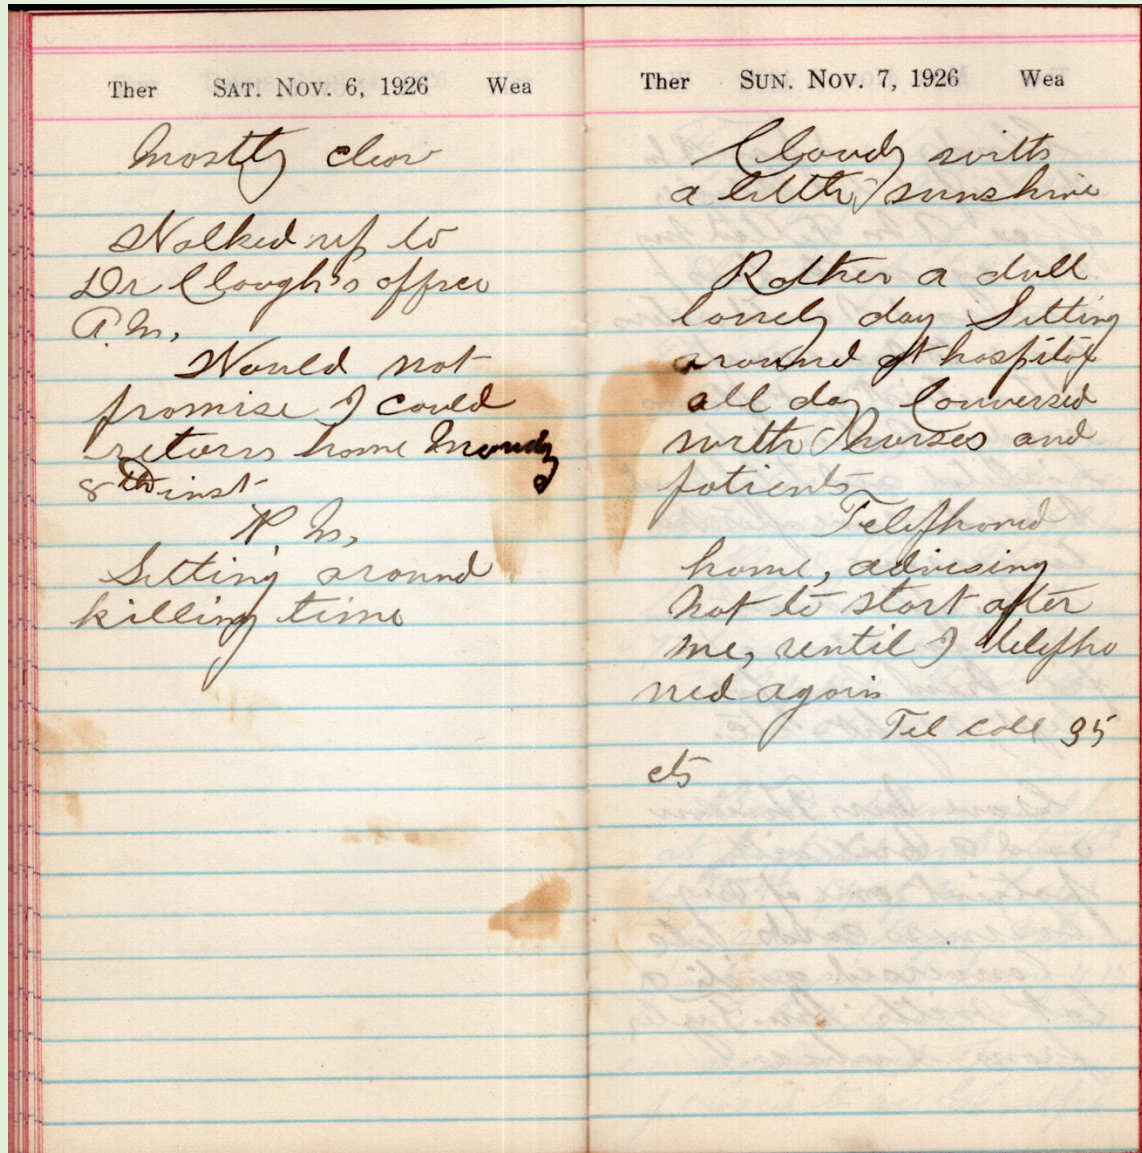 Ther SAT. NOV. 6, 1926 Wea
Mostly clear
Walked up to
Dr Clough's office
A.M.
Would not
promise I could
return home Mondy
8th inst
P.M.
Sitting around
killing time
Ther SUN. NOV. 7, 1926 Wea
Cloudy with
a little sunshine
Rather a dull
lonely day Sitting
around at hospital
all day Conversed
with nurses and
patients
Telephoned
home, advising
not to start after
me, until I telepho
ned again
Tel call 35
cts